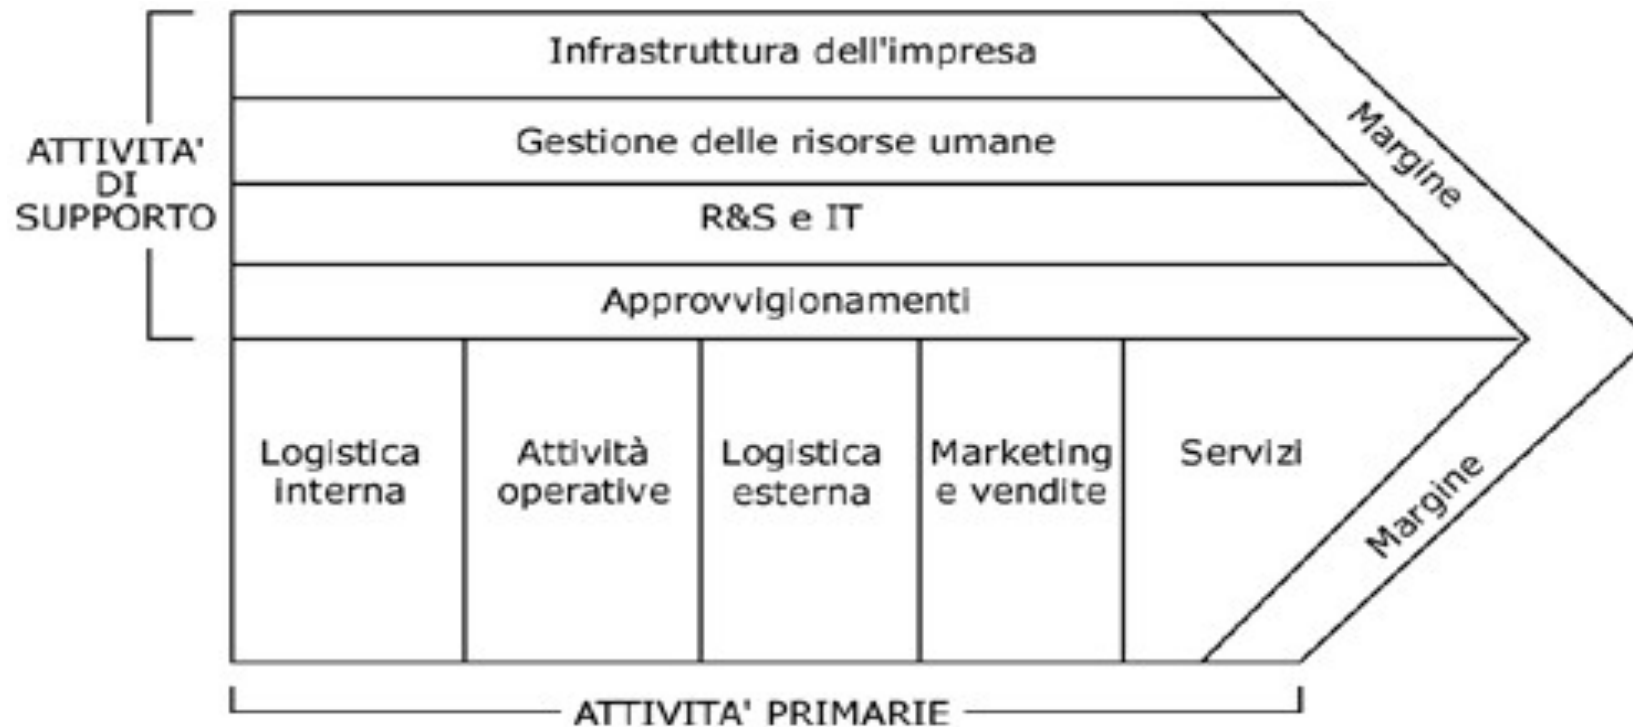 Infrastruttura dell'impresa
Gestione delle risorse umane
R&S e IT
Approvvigionamenti
ATTIVITA'
DI
SUPPORTO
Margine
Logistica
interna
Attività
operative
Logistica
esterna
Marketing
e vendite
Servizi
Margine
ATTIVITA' PRIMARIE